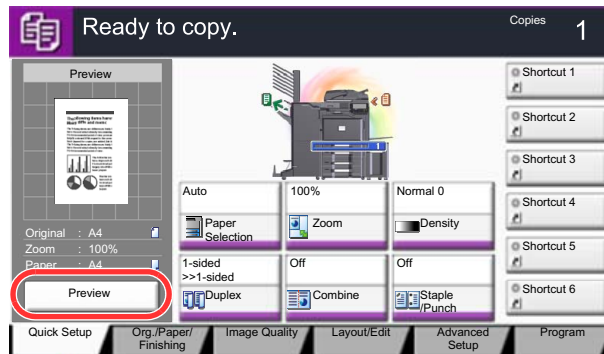 Ready to copy.
Copies
1
Preview
Original : A4
Zoom : 100%
Paper : A4
Preview
1
Auto
Paper
Selection
100%
Zoom
Normal 0
Density
1-sided
>>1-sided
Duplex
Off
Combine
Off
Staple
/Punch
Shortcut 1
Shortcut 2
Shortcut 3
Shortcut 4
Shortcut 5
Shortcut 6
Quick Setup
Org./Paper/
Finishing
Image Quality
Layout/Edit
Advanced
Setup
Program